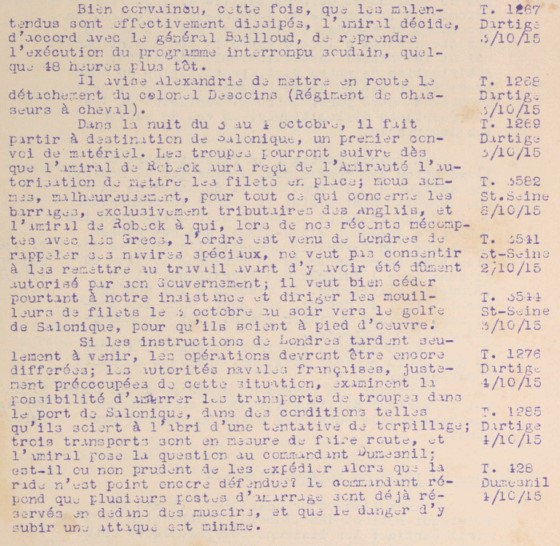 Bien convaincu, cette fois, que les malen- T. 1267
tendus sont effectivement dissipés, l'amiral décide, Dartige
d'accord avec le général Bailloud, de reprendre 3/10/15
l'exécution du programme interrompu soudain, quel-
que 48 heures plus tôt.
Il avise Alexandrie de mettre en route le T. 1268
détachement du colonel Descoins (Régiment de chas- Dartige
seurs à cheval). 3/10/15
Dans la nuit du 3 au 4 octobre, il fait T. 1269
partir à destination de Salonique, un premier con- Dartige
voi de matériel. Les troupes pourront suivre dès 3/10/15
que l'amiral de Robeck aura reçu de l'Amirauté l'au-
torisation de mettre les filets en place; nous som- T. 3582
mes, malheureusement, pour tout ce qui concerne les St.Seine
barrages, exclusivement tributaires des Anglais, et 8/10/15
l'amiral de Robeck à qui, lors de nos récents mécomp-
tes avec les Grecs, l'ordre est venu de Londres de T. 3541
rappeler ses navires spéciaux, ne veut pas consentir St-Seine
à les remettre au travail avant d'y avoir été dûment 2/10/15
autorisé par son Gouvernement; il veut bien céder
pourtant à notre insistance et diriger les mouil- T. 3544
leurs de filets le 3 octobre au soir vers le golfe St-Seine
de Salonique, pour qu'ils soient à pied d'oeuvre. 3/10/15
Si les instructions de Londres tardent seu-
lement à venir, les opérations devront être encore T. 1276
differées; les autorités navales françaises, juste- Dartige
ment préoccupées de cette situation, examinent la 4/10/15
possibilité d'amarrer les transports de troupes dans
le port de Salonique, dans des conditions telles T. 1285
qu'ils soient à l'abri d'une tentative de torpillage; Dartige
trois transports sont en mesure de faire route, et 4/10/15
l'amiral pose la question au commandant Dumesnil;
est-il ou non prudent de les expédier alors que la T. 428
rade n'est point encore défendue? le commandant ré- Dumesnil
pond que plusieurs postes d'amarrage sont déjà ré- 4/10/15
servés en dedans des musoirs, et que le danger d'y
subir une attaque est minime.